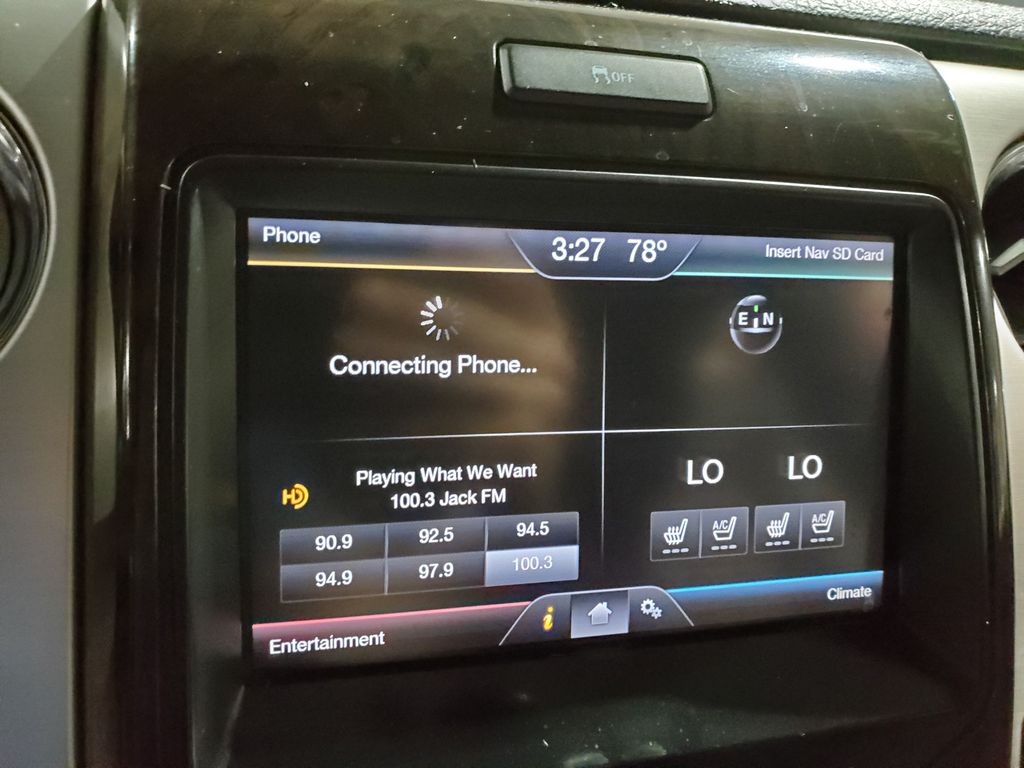 OFF
Phone
3:27 78°
Insert Nav SD Card
Connecting Phone...
E N
HD
Playing What We Want
100.3 Jack FM
90.9 92.5 94.5
94.9 97.9 100.3
LO LO
A/C A/C
i
Entertainment
Climate